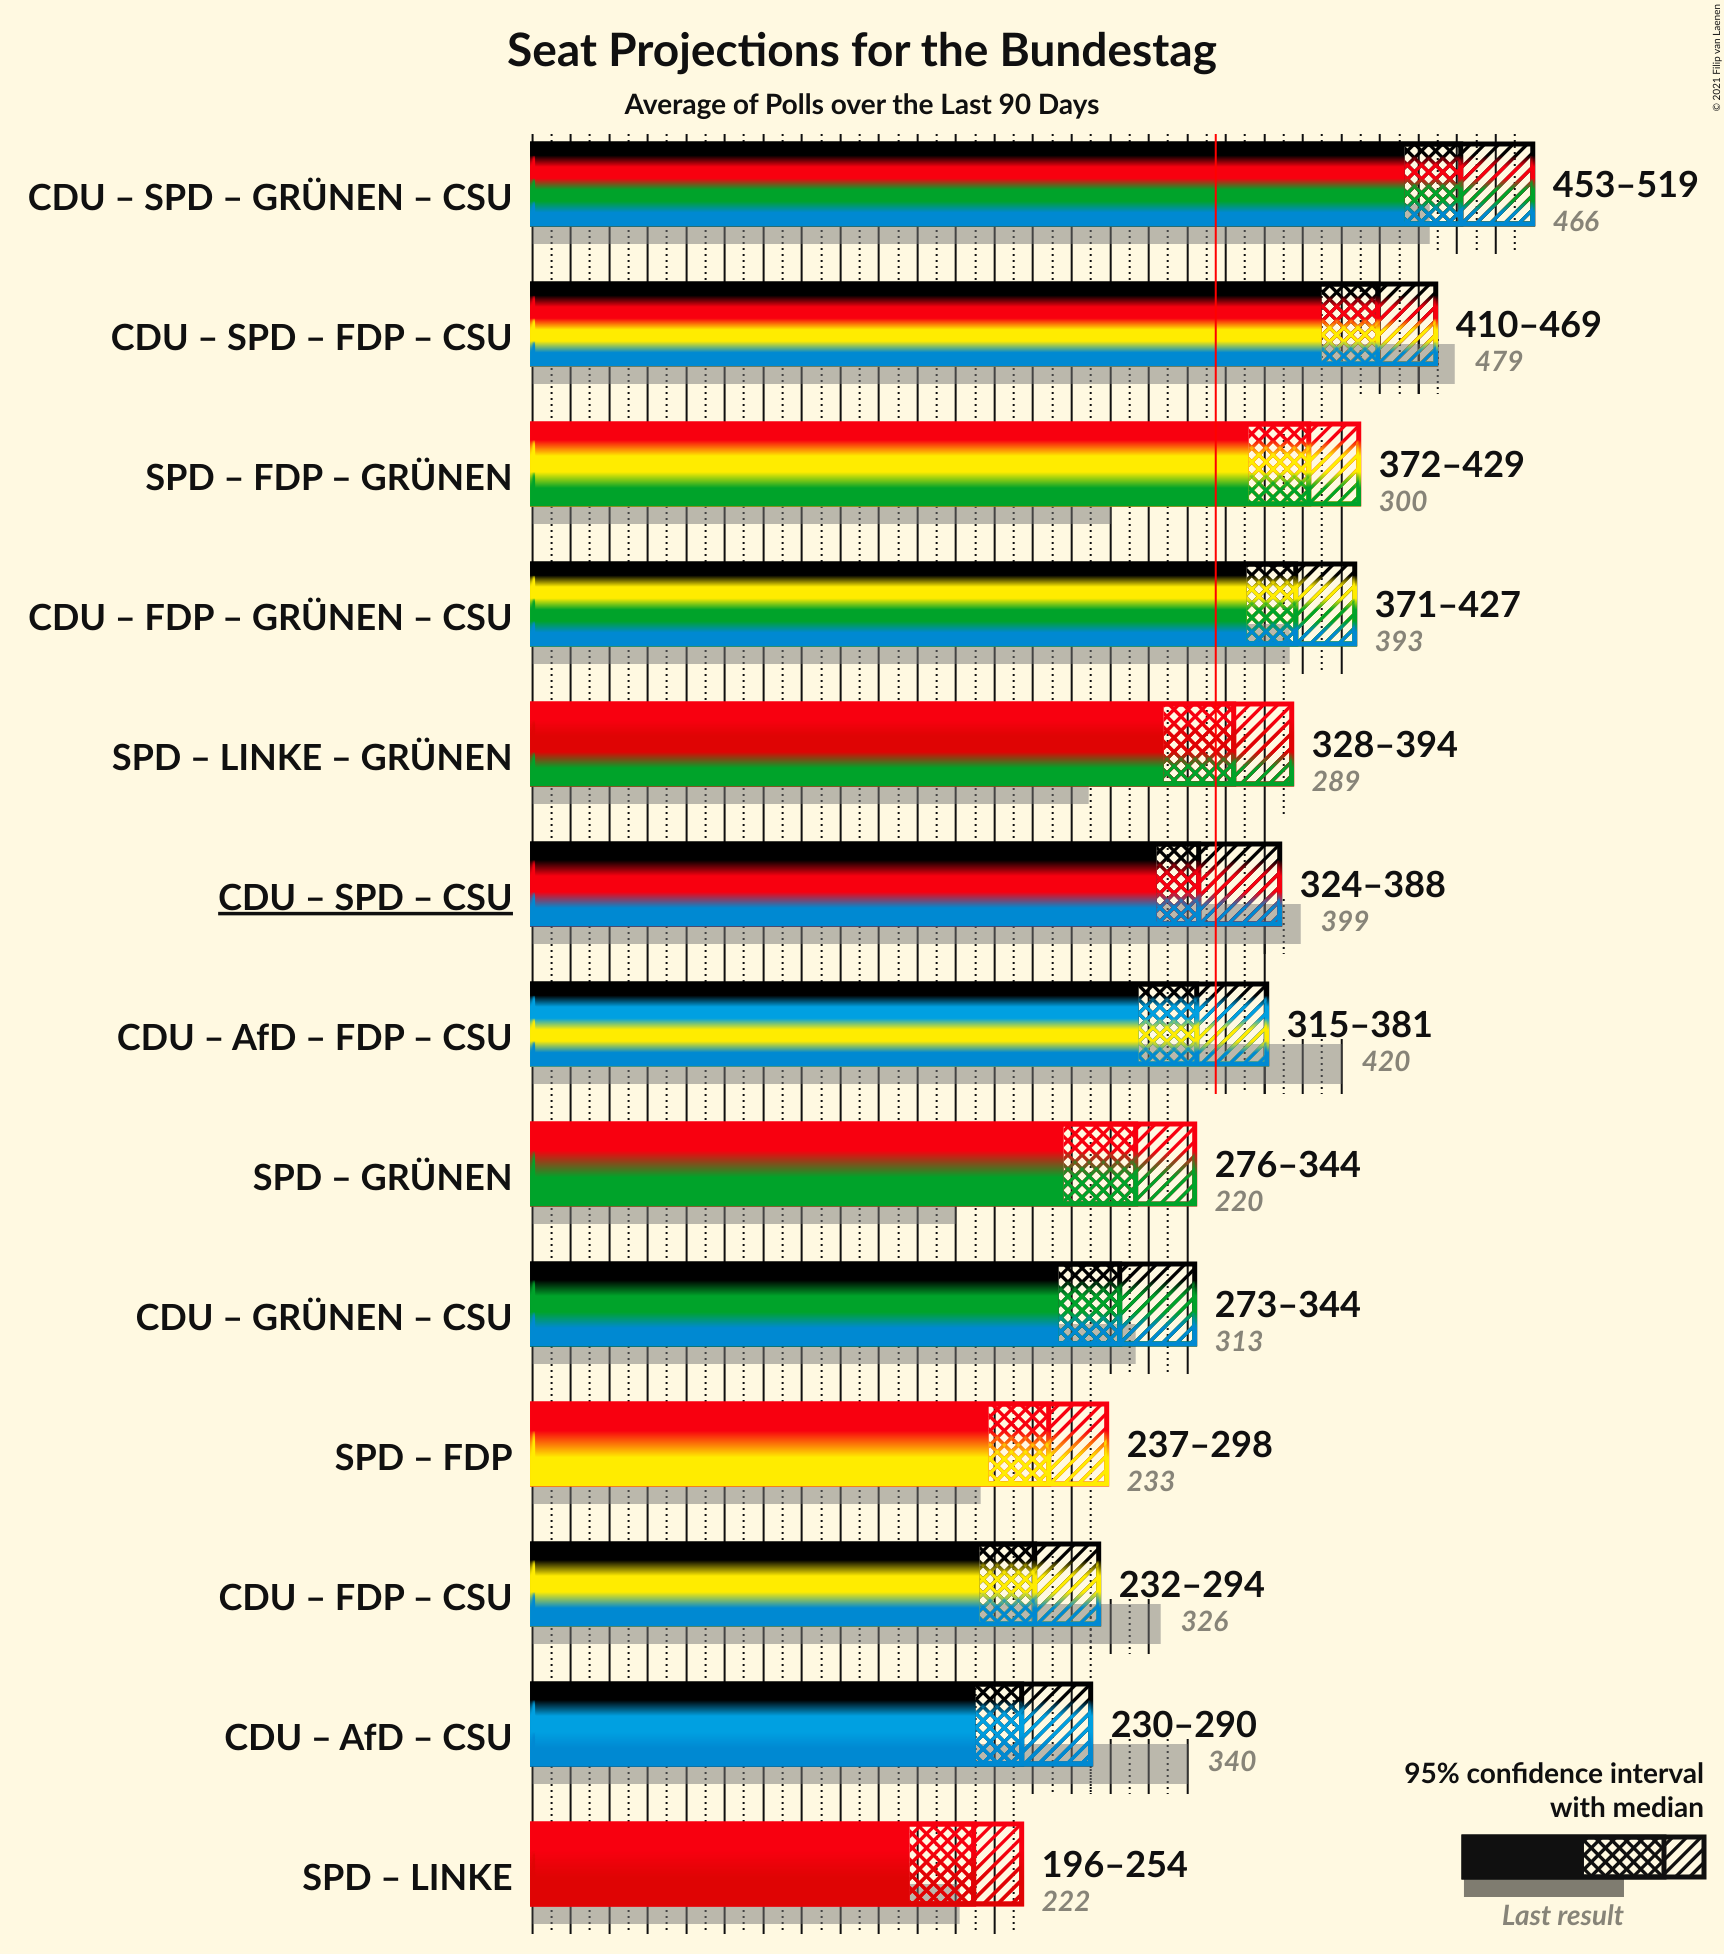 Seat Projections for the Bundestag
Average of Polls over the Last 90 Days
© 2021 Filip van Laenen
CDU – SPD – GRÜNEN – CSU
453–519
466
CDU – SPD – FDP – CSU
410–469
479
SPD – FDP – GRÜNEN
372–429
300
CDU – FDP – GRÜNEN – CSU
371–427
393
SPD – LINKE – GRÜNEN
328–394
289
CDU – SPD – CSU
324–388
399
CDU – AfD – FDP – CSU
315–381
420
SPD – GRÜNEN
276–344
220
CDU – GRÜNEN – CSU
273–344
313
SPD – FDP
237–298
233
CDU – FDP – CSU
232–294
326
CDU – AfD – CSU
230–290
340
SPD – LINKE
196–254
222
95% confidence interval
with median
Last result